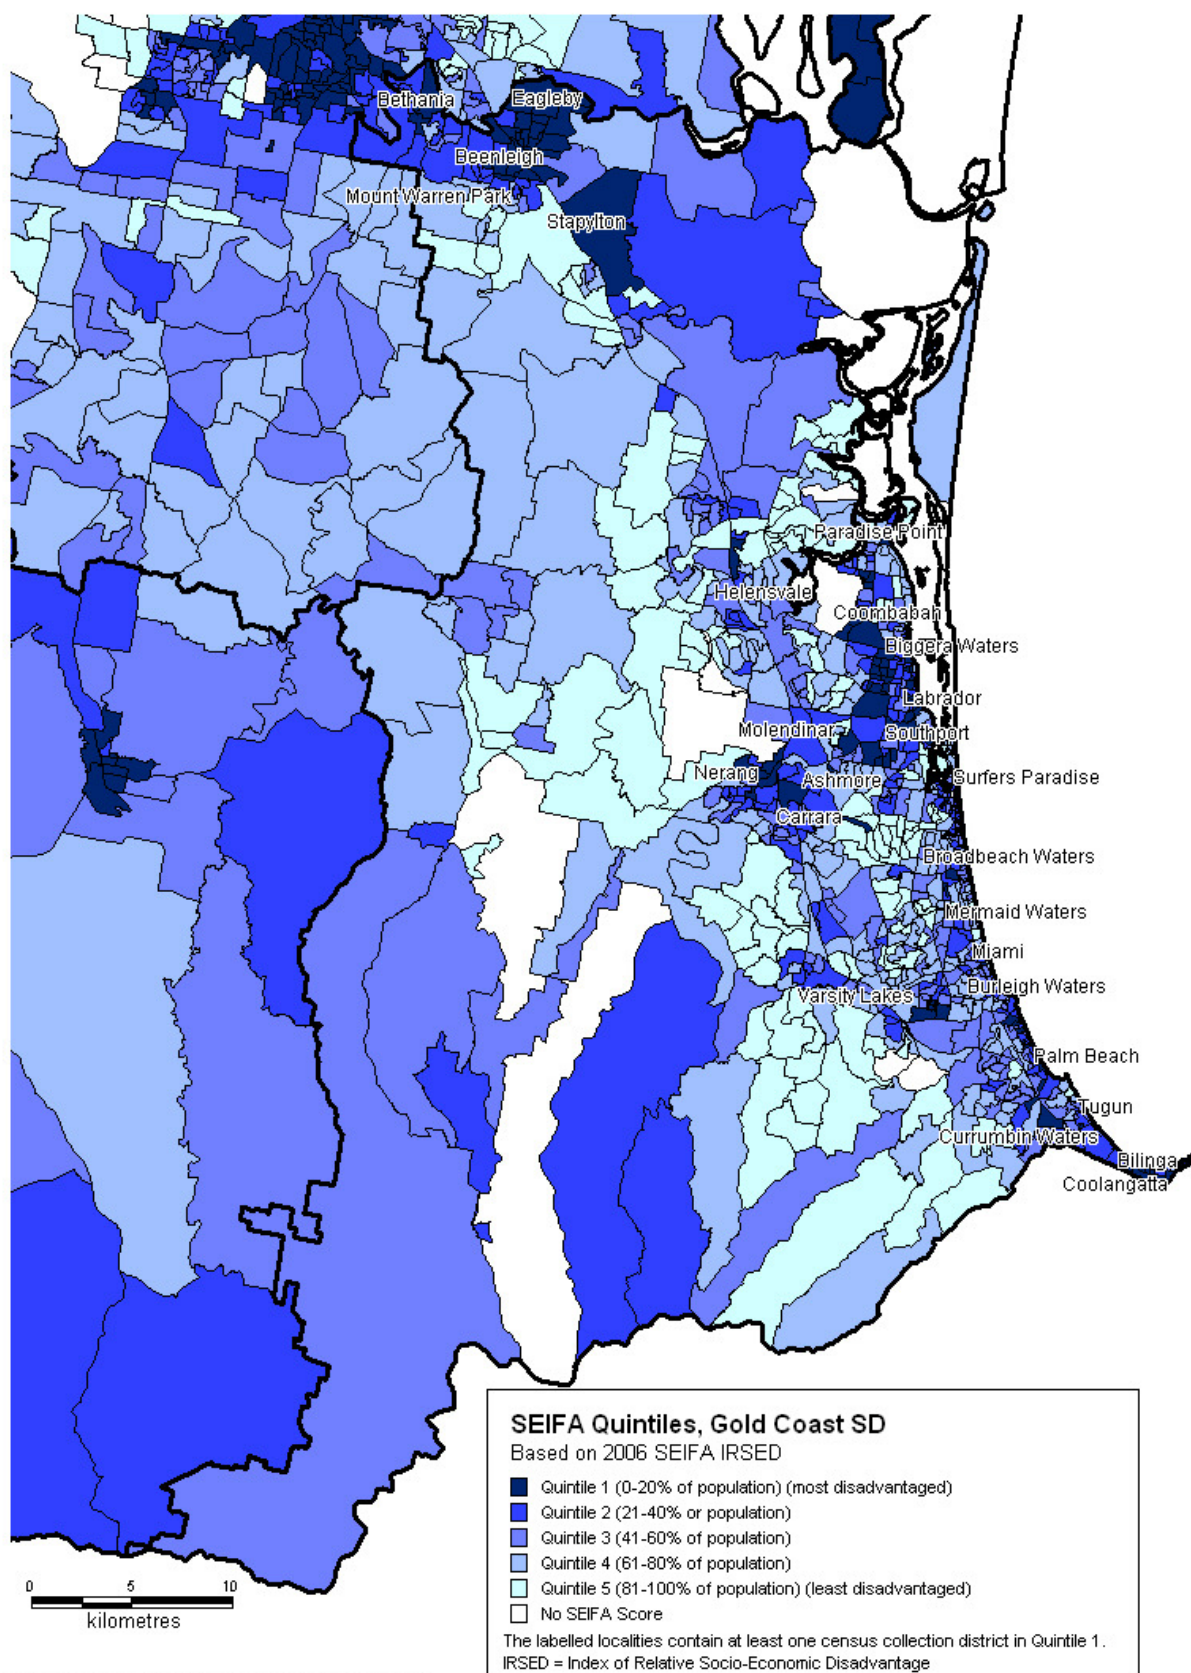 Bethania
Eagleby
Beenleigh
Mount Warren Park
Stapylton
Paradise Point
Helensvale
Coombabah
Biggera Waters
Labrador
Molendinar
Southport
Nerang
Ashmore
Surfers Paradise
Carrara
Broadbeach Waters
Mermaid Waters
Miami
Burleigh Waters
Varsity Lakes
Palm Beach
Tugun
Currumbin Waters
Bilinga
Coolangatta
SEIFA Quintiles, Gold Coast SD
Based on 2006 SEIFA IRSED
Quintile 1 (0-20% of population) (most disadvantaged)
Quintile 2 (21-40% or population)
Quintile 3 (41-60% of population)
Quintile 4 (61-80% of population)
Quintile 5 (81-100% of population) (least disadvantaged)
No SEIFA Score
0 5 10
kilometres
The labelled localities contain at least one census collection district in Quintile 1.
IRSED = Index of Relative Socio-Economic Disadvantage